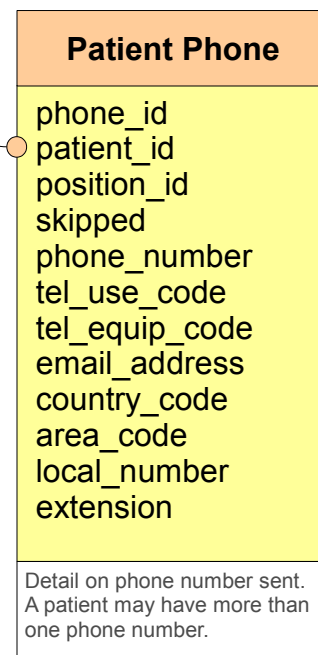 Patient Phone
phone_id
patient_id
position_id
skipped
phone_number
tel_use_code
tel_equip_code
email_address
country_code
area_code
local_number
extension
Detail on phone number sent.
A patient may have more than
one phone number.